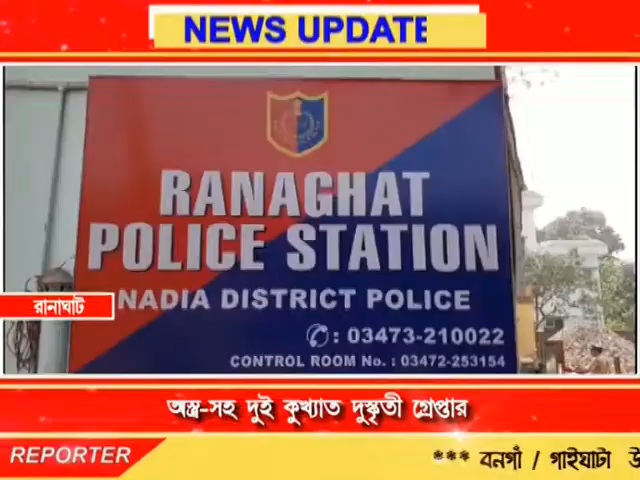 NEWS UPDATE
RANAGHAT
POLICE STATION
NADIA DISTRICT POLICE
রানাঘাট
: 03473-210022
CONTROL ROOM No. : 03472-253154
অস্ত্র-সহ দুই কুখ্যাত দুস্কৃতী গ্রেপ্তার
REPORTER
*** বনগাঁ / গাইঘাটা